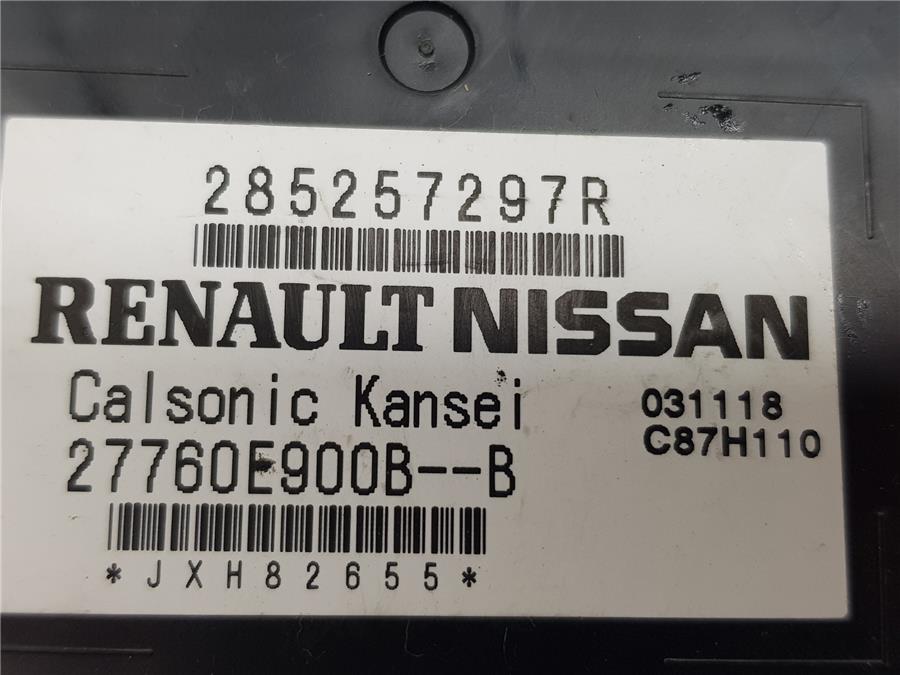 285257297R
RENAULT NISSAN
Calsonic Kansei 031118
27760E900B--B C87H110
*JXH82655*